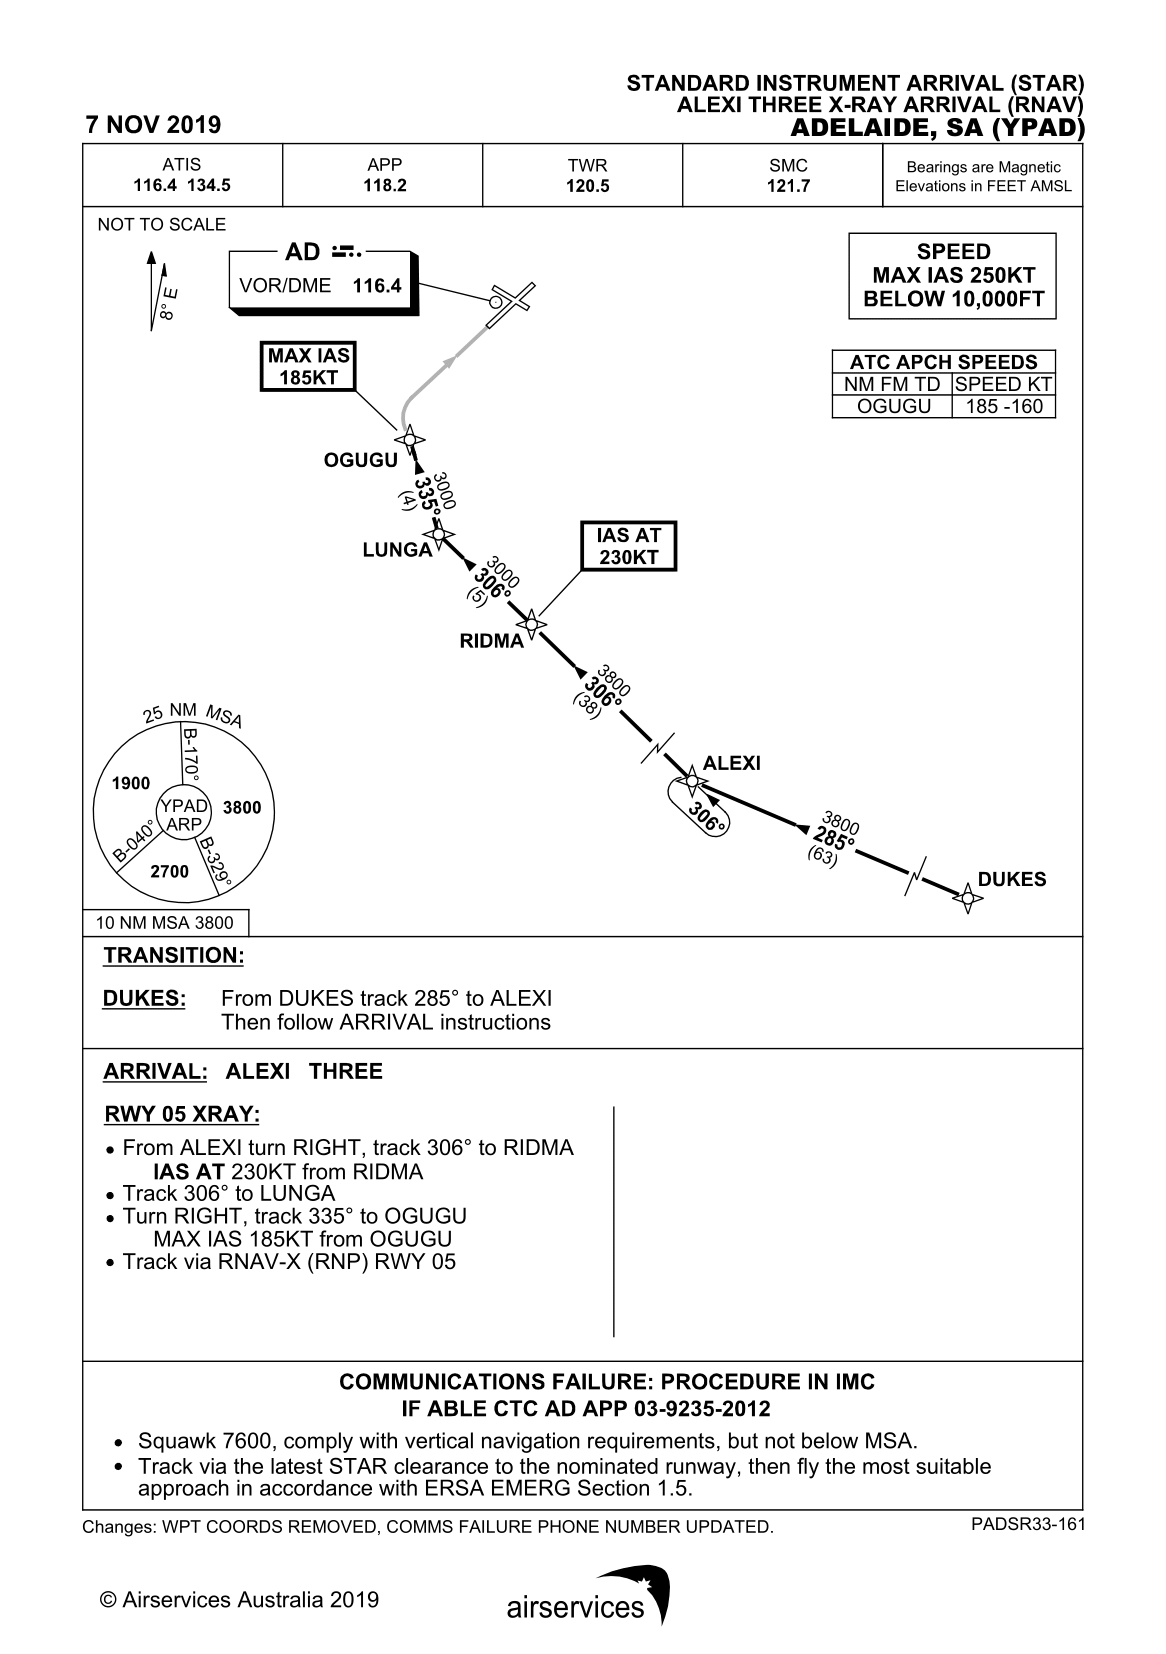 STANDARD INSTRUMENT ARRIVAL (STAR)
ALEXI THREE X-RAY ARRIVAL (RNAV)
7 NOV 2019
ADELAIDE, SA (YPAD)
ATIS
116.4 134.5
APP
118.2
TWR
120.5
SMC
121.7
Bearings are Magnetic
Elevations in FEET AMSL
NOT TO SCALE
8° E
AD
VOR/DME 116.4
SPEED
MAX IAS 250KT
BELOW 10,000FT
MAX IAS
185KT
ATC APCH SPEEDS
NM FM TD SPEED KT
OGUGU 185 -160
OGUGU
3000
335°
(4)
LUNGA
IAS AT
230KT
3000
306°
(5)
RIDMA
3800
306°
(38)
ALEXI
306°
3800
285°
(63)
DUKES
25 NM MSA
B-170°
1900
YPAD
ARP
3800
B-040°
B-329°
2700
10 NM MSA 3800
TRANSITION:
DUKES: From DUKES track 285° to ALEXI
Then follow ARRIVAL instructions
ARRIVAL: ALEXI THREE
RWY 05 XRAY:
• From ALEXI turn RIGHT, track 306° to RIDMA
IAS AT 230KT from RIDMA
• Track 306° to LUNGA
• Turn RIGHT, track 335° to OGUGU
MAX IAS 185KT from OGUGU
• Track via RNAV-X (RNP) RWY 05
COMMUNICATIONS FAILURE: PROCEDURE IN IMC
IF ABLE CTC AD APP 03-9235-2012
• Squawk 7600, comply with vertical navigation requirements, but not below MSA.
• Track via the latest STAR clearance to the nominated runway, then fly the most suitable
approach in accordance with ERSA EMERG Section 1.5.
Changes: WPT COORDS REMOVED, COMMS FAILURE PHONE NUMBER UPDATED.
PADSR33-161
© Airservices Australia 2019
airservices